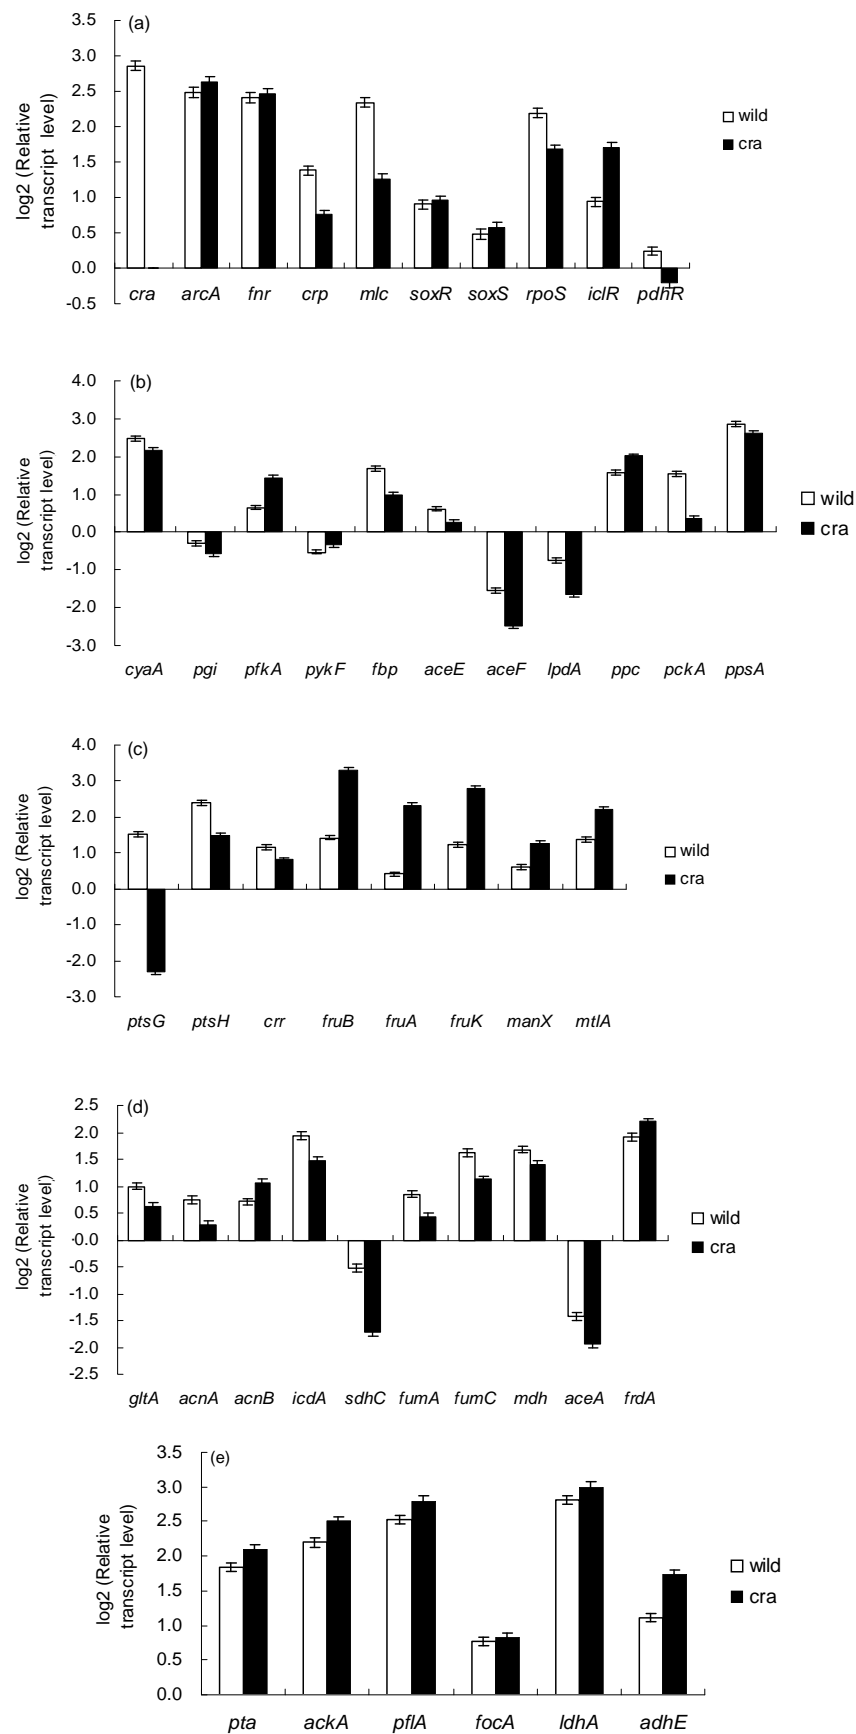 (a)
3.5
3.0
2.5
2.0
1.5
1.0
0.5
0.0
-0.5
log2 (Relative
transcript level)
wild
cra
cra arcA fnr crp mlc soxR soxS rpoS iclR pdhR
(b)
4.0
3.0
2.0
1.0
0.0
-1.0
-2.0
-3.0
log2 (Relative
transcript level)
wild
cra
cyaA pgi pfkA pykF fbp aceE aceF lpdA ppc pckA ppsA
(c)
4.0
3.0
2.0
1.0
0.0
-1.0
-2.0
-3.0
log2 (Relative
transcript level)
wild
cra
ptsG ptsH crr fruB fruA fruK manX mtlA
(d)
2.5
2.0
1.5
1.0
0.5
0.0
-0.5
-1.0
-1.5
-2.0
-2.5
log2 (Relative
transcript level)
wild
cra
gltA acnA acnB icdA sdhC fumA fumC mdh aceA frdA
(e)
3.5
3.0
2.5
2.0
1.5
1.0
0.5
0.0
log2 (Relative
transcript level)
wild
cra
pta ackA pflA focA ldhA adhE